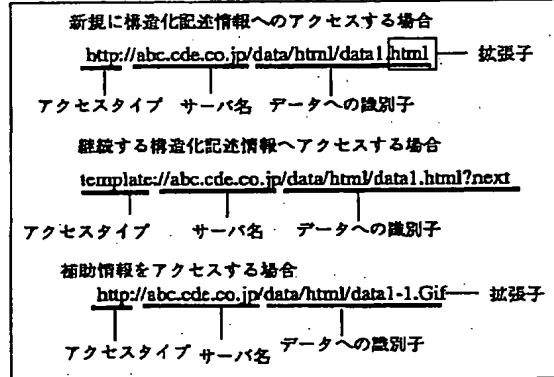 新規に構造化記述情報へのアクセスする場合
http://abc.cde.co.jp/data/html/data1.html 拡張子
アクセスタイプ サーバ名 データへの識別子
継続する構造化記述情報へアクセスする場合
template://abc.cde.co.jp/data/html/data1.html?next
アクセスタイプ サーバ名 データへの識別子
補助情報をアクセスする場合
http://abc.cde.co.jp/data/html/data1-1.Gif 拡張子
アクセスタイプ サーバ名 データへの識別子